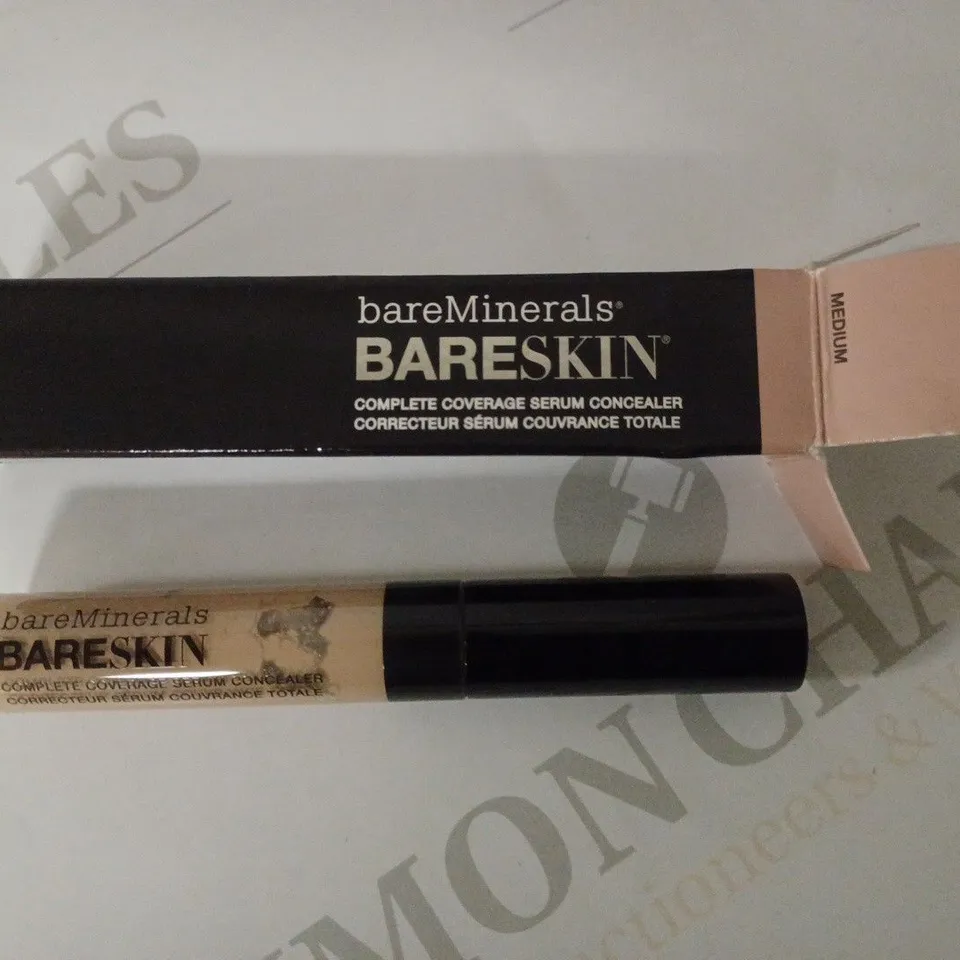 bareMinerals®
BARESKIN®
COMPLETE COVERAGE SERUM CONCEALER
CORRECTEUR SÉRUM COUVRANCE TOTALE
MEDIUM
bareMinerals
BARESKIN
COMPLETE COVERAGE SERUM CONCEALER
CORRECTEUR SÉRUM COUVRANCE TOTALE